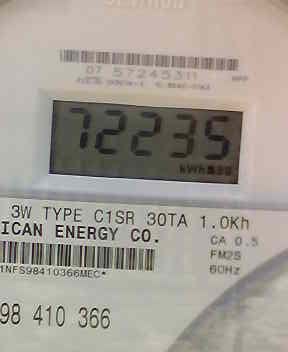 07 57245311
72235
kWh
3W TYPE C1SR 30TA 1.0Kh
ICAN ENERGY CO.
CA 0.5
FM2S
60Hz
1NFS98410366MEC*
98 410 366